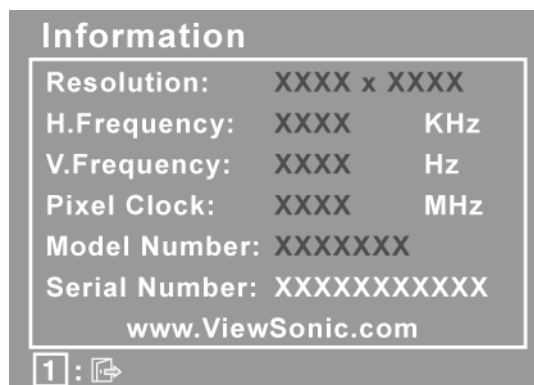 Information
Resolution: XXXX x XXXX
H.Frequency: XXXX KHz
V.Frequency: XXXX Hz
Pixel Clock: XXXX MHz
Model Number: XXXXXXX
Serial Number: XXXXXXXXXXX
www.ViewSonic.com
1 :